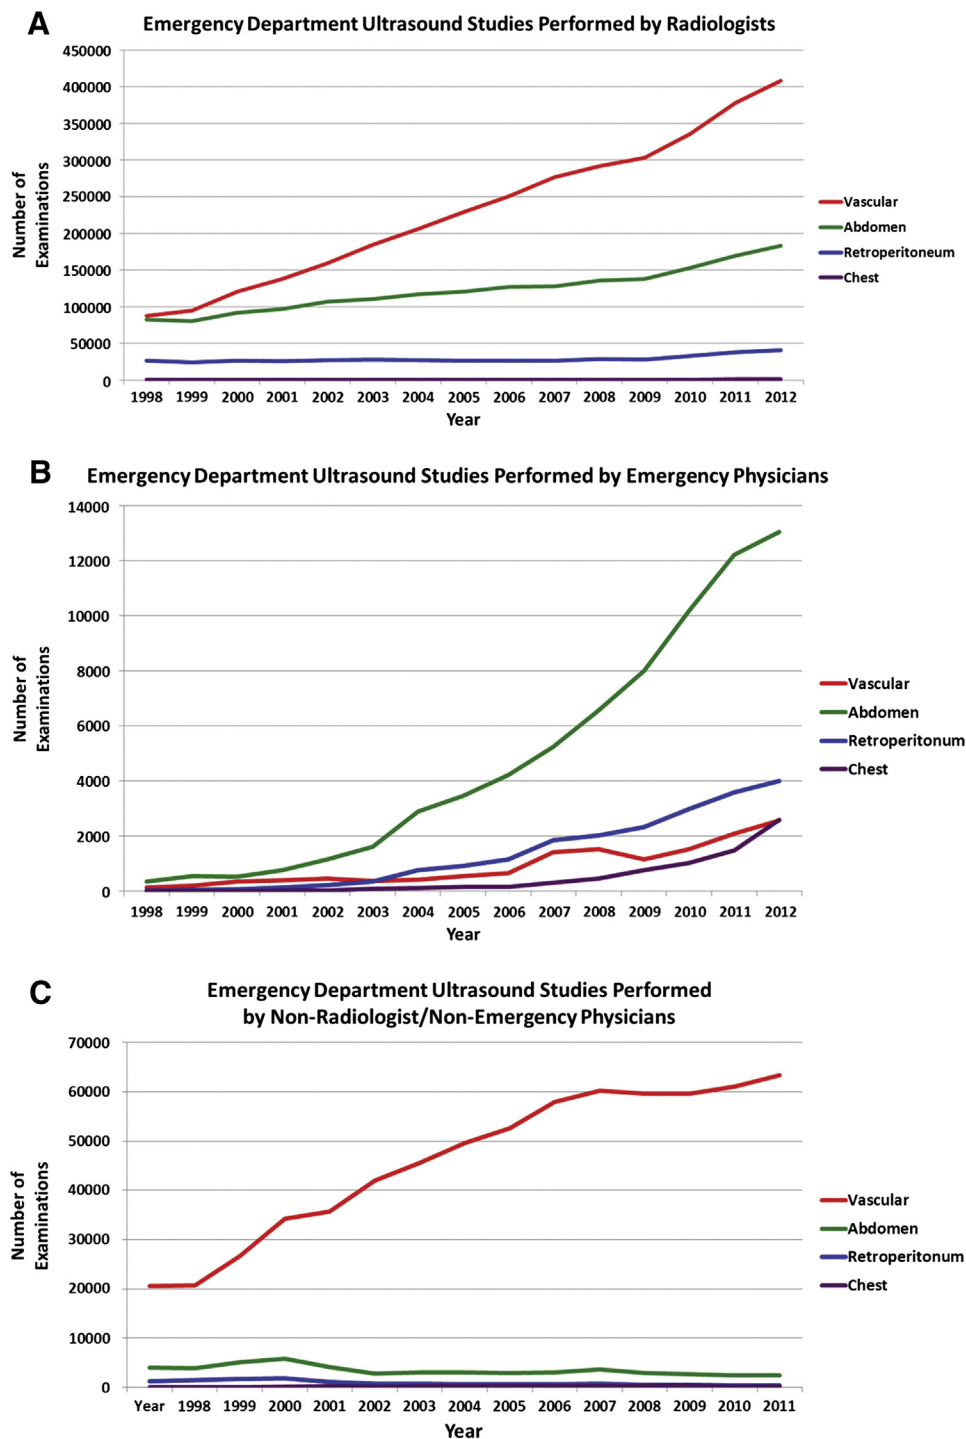 A
Emergency Department Ultrasound Studies Performed by Radiologists
450000
400000
350000
300000
250000
200000
150000
100000
50000
0
Number of
Examinations
1998 1999 2000 2001 2002 2003 2004 2005 2006 2007 2008 2009 2010 2011 2012
Year
Vascular
Abdomen
Retroperitoneum
Chest
B
Emergency Department Ultrasound Studies Performed by Emergency Physicians
14000
12000
10000
8000
6000
4000
2000
0
Number of
Examinations
1998 1999 2000 2001 2002 2003 2004 2005 2006 2007 2008 2009 2010 2011 2012
Year
Vascular
Abdomen
Retroperitonum
Chest
C
Emergency Department Ultrasound Studies Performed
by Non-Radiologist/Non-Emergency Physicians
70000
60000
50000
40000
30000
20000
10000
0
Number of
Examinations
Year 1998 1999 2000 2001 2002 2003 2004 2005 2006 2007 2008 2009 2010 2011
Year
Vascular
Abdomen
Retroperitonum
Chest